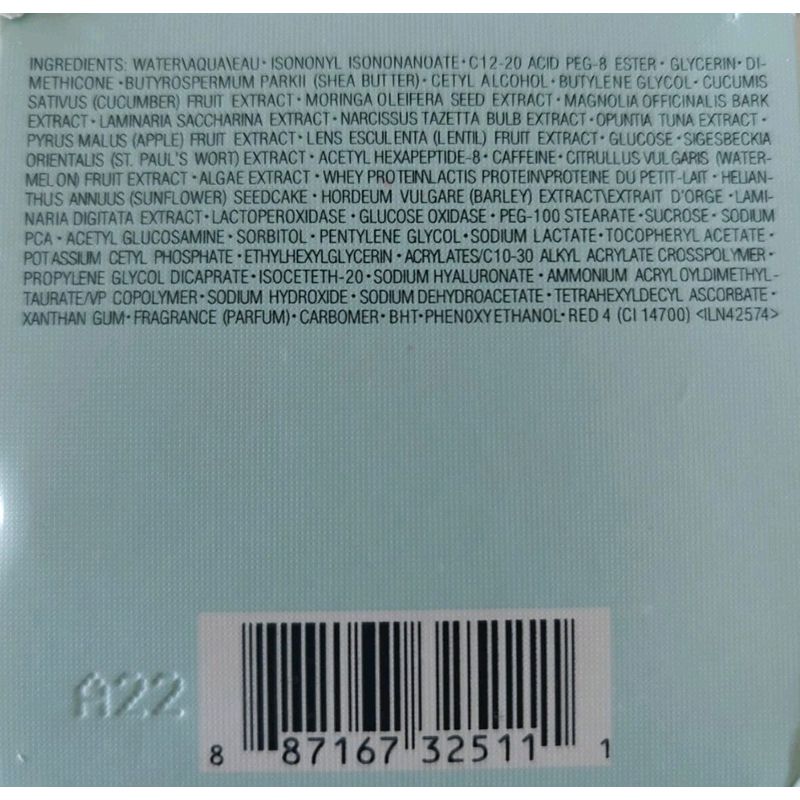 INGREDIENTS: WATER\AQUA\EAU • ISONONYL ISONONANOATE • C12-20 ACID PEG-8 ESTER • GLYCERIN • DI-
METHICONE • BUTYROSPERMUM PARKII (SHEA BUTTER) • CETYL ALCOHOL • BUTYLENE GLYCOL • CUCUMIS
SATIVUS (CUCUMBER) FRUIT EXTRACT • MORINGA OLEIFERA SEED EXTRACT • MAGNOLIA OFFICINALIS BARK
EXTRACT • LAMINARIA SACCHARINA EXTRACT • NARCISSUS TAZETTA BULB EXTRACT • OPUNTIA TUNA EXTRACT •
PYRUS MALUS (APPLE) FRUIT EXTRACT • LENS ESCULENTA (LENTIL) FRUIT EXTRACT • GLUCOSE • SIGESBECKIA
ORIENTALIS (ST. PAUL'S WORT) EXTRACT • ACETYL HEXAPEPTIDE-8 • CAFFEINE • CITRULLUS VULGARIS (WATER-
MELON) FRUIT EXTRACT • ALGAE EXTRACT • WHEY PROTEIN\LACTIS PROTEIN\PROTEINE DU PETIT-LAIT • HELIAN-
THUS ANNUUS (SUNFLOWER) SEEDCAKE • HORDEUM VULGARE (BARLEY) EXTRACT\EXTRAIT D'ORGE • LAMI-
NARIA DIGITATA EXTRACT • LACTOPEROXIDASE • GLUCOSE OXIDASE • PEG-100 STEARATE • SUCROSE • SODIUM
PCA • ACETYL GLUCOSAMINE • SORBITOL • PENTYLENE GLYCOL • SODIUM LACTATE • TOCOPHERYL ACETATE •
POTASSIUM CETYL PHOSPHATE • ETHYLHEXYLGLYCERIN • ACRYLATES/C10-30 ALKYL ACRYLATE CROSSPOLYMER •
PROPYLENE GLYCOL DICAPRATE • ISOCETETH-20 • SODIUM HYALURONATE • AMMONIUM ACRYLOYLDIMETHYL-
TAURATE/VP COPOLYMER • SODIUM HYDROXIDE • SODIUM DEHYDROACETATE • TETRAHEXYLDECYL ASCORBATE •
XANTHAN GUM • FRAGRANCE (PARFUM) • CARBOMER • BHT • PHENOXYETHANOL • RED 4 (CI 14700) <ILN42574>
A22
8 87167 32511 1